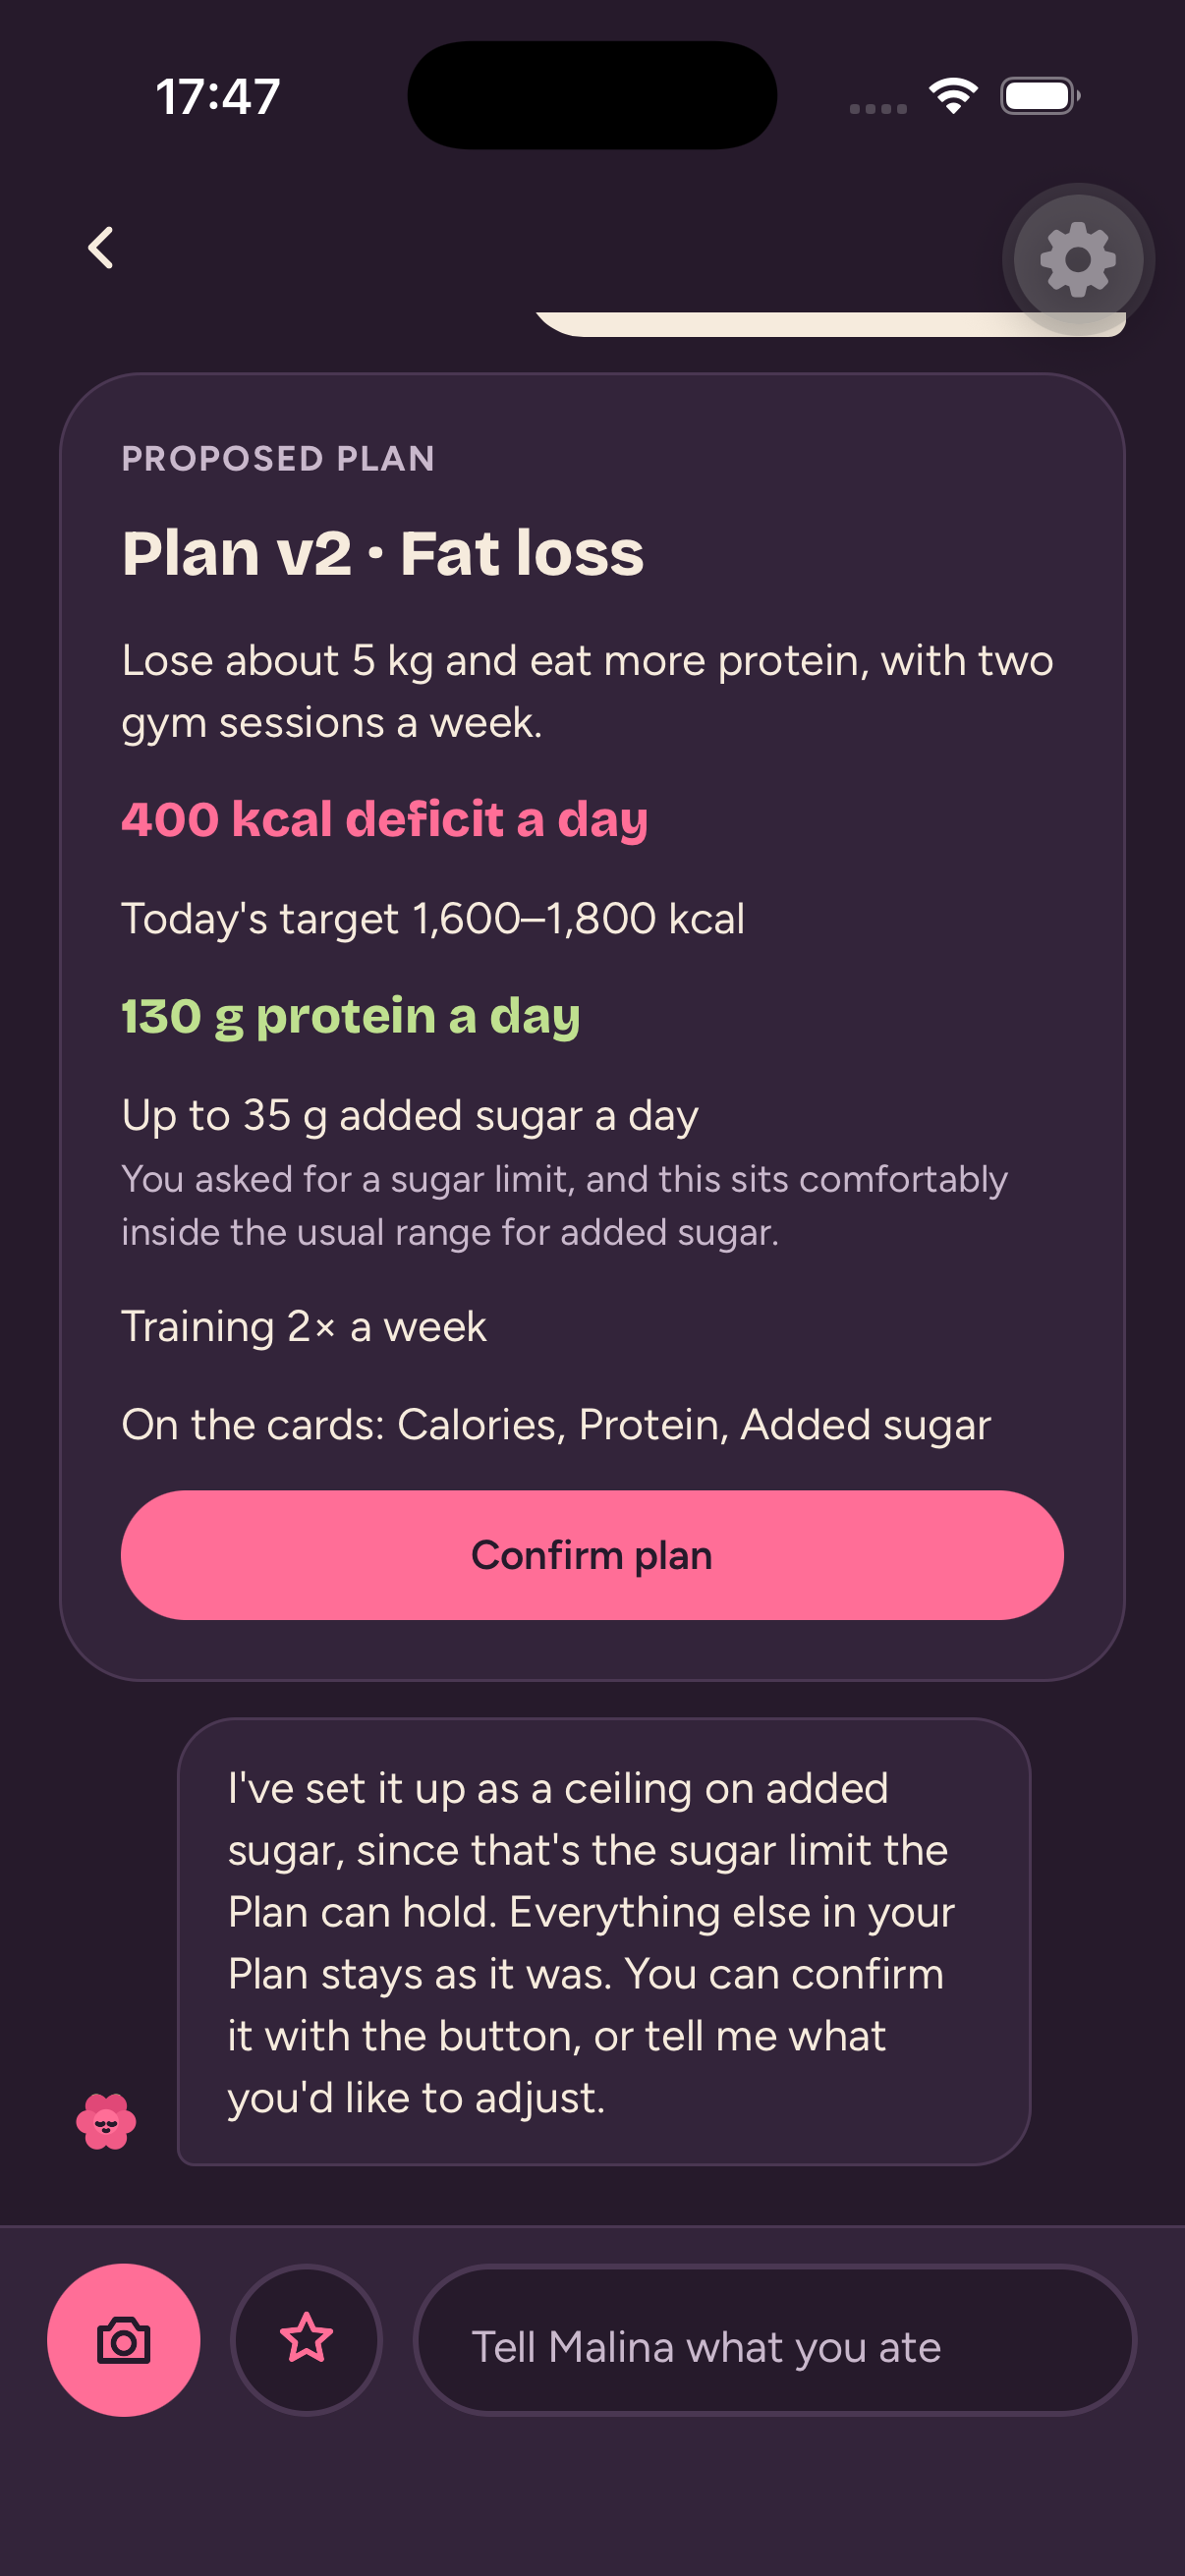 17:47
PROPOSED PLAN
Plan v2 · Fat loss
Lose about 5 kg and eat more protein, with two
gym sessions a week.
400 kcal deficit a day
Today's target 1,600–1,800 kcal
130 g protein a day
Up to 35 g added sugar a day
You asked for a sugar limit, and this sits comfortably
inside the usual range for added sugar.
Training 2× a week
On the cards: Calories, Protein, Added sugar
Confirm plan
I've set it up as a ceiling on added
sugar, since that's the sugar limit the
Plan can hold. Everything else in your
Plan stays as it was. You can confirm
it with the button, or tell me what
you'd like to adjust.
Tell Malina what you ate